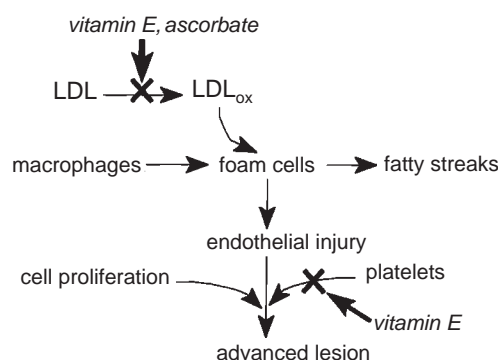 vitamin E, ascorbate
LDL LDLox
macrophages foam cells fatty streaks
endothelial injury
cell proliferation platelets
vitamin E
advanced lesion